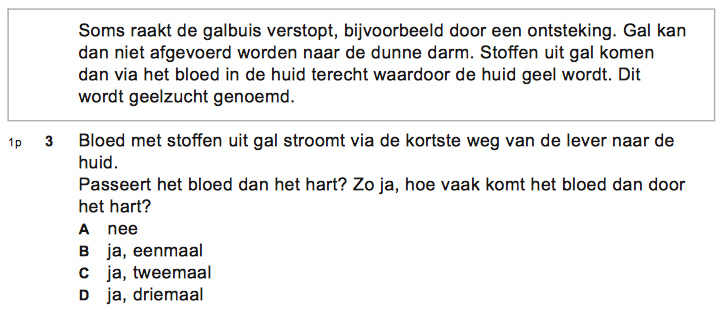 Soms raakt de galbuis verstopt, bijvoorbeeld door een ontsteking. Gal kan
dan niet afgevoerd worden naar de dunne darm. Stoffen uit gal komen
dan via het bloed in de huid terecht waardoor de huid geel wordt. Dit
wordt geelzucht genoemd.
1p 3 Bloed met stoffen uit gal stroomt via de kortste weg van de lever naar de
huid.
Passeert het bloed dan het hart? Zo ja, hoe vaak komt het bloed dan door
het hart?
A nee
B ja, eenmaal
C ja, tweemaal
D ja, driemaal